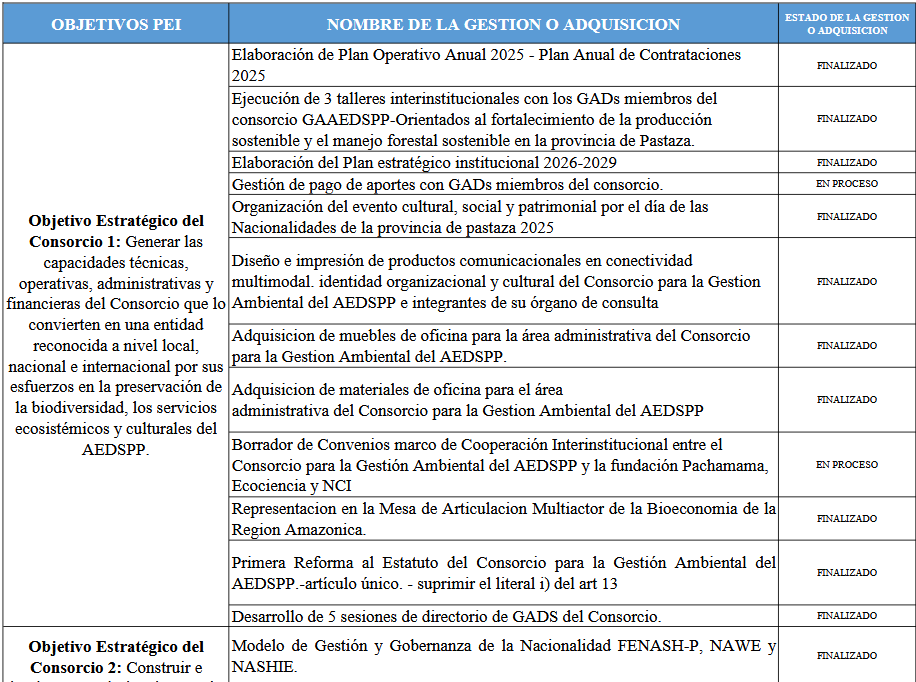 OBJETIVOS PEI
NOMBRE DE LA GESTION O ADQUISICION
ESTADO DE LA GESTION
O ADQUISICION
Objetivo Estratégico del
Consorcio 1: Generar las
capacidades técnicas,
operativas, administrativas y
financieras del Consorcio que lo
convierten en una entidad
reconocida a nivel local,
nacional e internacional por sus
esfuerzos en la preservación de
la biodiversidad, los servicios
ecosistémicos y culturales del
AEDSPP.
Elaboración de Plan Operativo Anual 2025 - Plan Anual de Contrataciones
2025
FINALIZADO
Ejecución de 3 talleres interinstitucionales con los GADs miembros del
consorcio GAAEDSPP-Orientados al fortalecimiento de la producción
sostenible y el manejo forestal sostenible en la provincia de Pastaza.
FINALIZADO
Elaboración del Plan estratégico institucional 2026-2029
FINALIZADO
Gestión de pago de aportes con GADs miembros del consorcio.
EN PROCESO
Organización del evento cultural, social y patrimonial por el día de las
Nacionalidades de la provincia de pastaza 2025
FINALIZADO
Diseño e impresión de productos comunicacionales en conectividad
multimodal. identidad organizacional y cultural del Consorcio para la Gestion
Ambiental del AEDSPP e integrantes de su órgano de consulta
FINALIZADO
Adquisicion de muebles de oficina para la área administrativa del Consorcio
para la Gestion Ambiental del AEDSPP.
FINALIZADO
Adquisicion de materiales de oficina para el área
administrativa del Consorcio para la Gestion Ambiental del AEDSPP
FINALIZADO
Borrador de Convenios marco de Cooperación Interinstitucional entre el
Consorcio para la Gestión Ambiental del AEDSPP y la fundación Pachamama,
Ecociencia y NCI
EN PROCESO
Representacion en la Mesa de Articulacion Multiactor de la Bioeconomia de la
Region Amazonica.
FINALIZADO
Primera Reforma al Estatuto del Consorcio para la Gestión Ambiental del
AEDSPP.-artículo único. - suprimir el literal i) del art 13
FINALIZADO
Desarrollo de 5 sesiones de directorio de GADS del Consorcio.
FINALIZADO
Objetivo Estratégico del
Consorcio 2: Construir e
Modelo de Gestión y Gobernanza de la Nacionalidad FENASH-P, NAWE y
NASHIE.
FINALIZADO